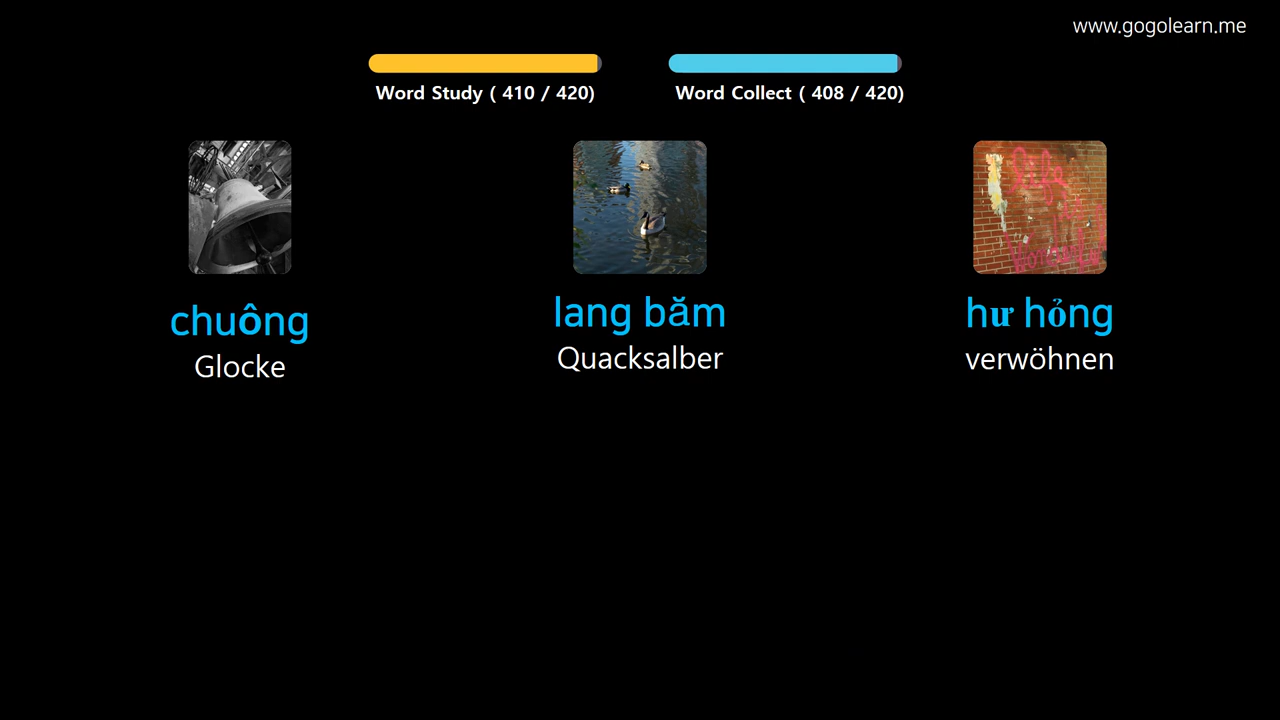 www.gogolearn.me
Word Study ( 410 / 420)
Word Collect ( 408 / 420)
life
chuông
lang băm
hư hỏng
Glocke
Quacksalber
verwöhnen